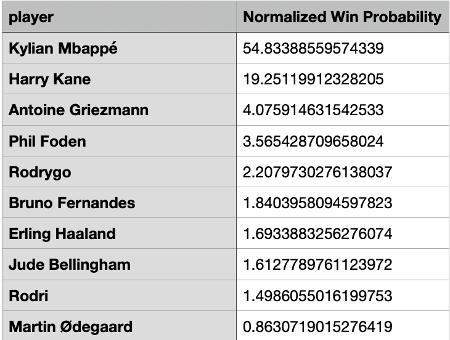 player Normalized Win Probability
Kylian Mbappé 54.83388559574339
Harry Kane 19.25119912328205
Antoine Griezmann 4.075914631542533
Phil Foden 3.565428709658024
Rodrygo 2.2079730276138037
Bruno Fernandes 1.8403958094597823
Erling Haaland 1.6933883256276074
Jude Bellingham 1.6127789761123972
Rodri 1.4986055016199753
Martin Ødegaard 0.8630719015276419